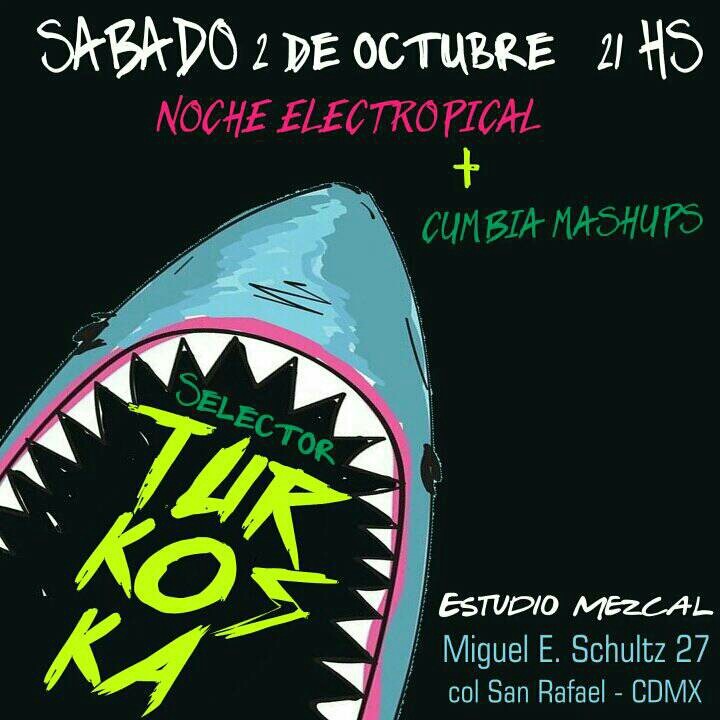 SABADO 2 DE OCTUBRE 21 HS
NOCHE ELECTROPICAL
+
CUMBIA MASHUPS
SELECTOR
TUR
KOS
KA
ESTUDIO MEZCAL
Miguel E. Schultz 27
col San Rafael - CDMX